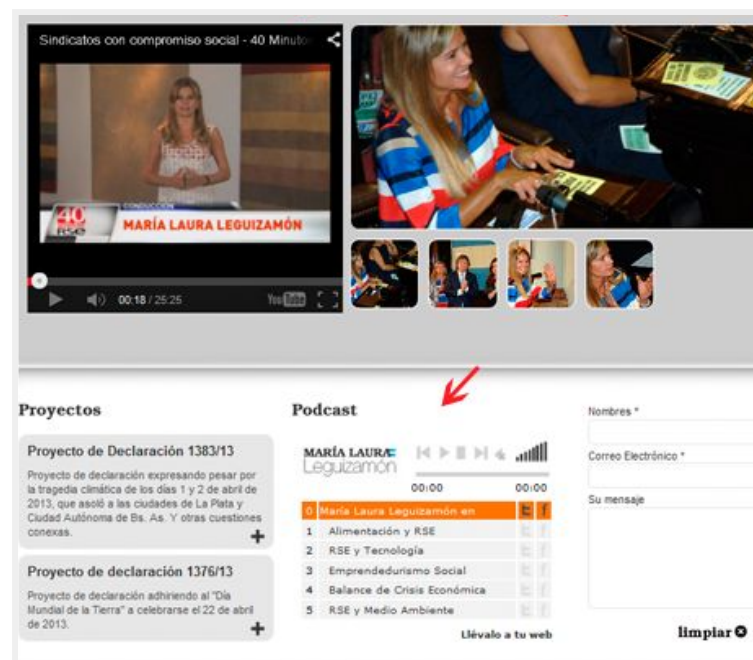 Sindicatos con compromiso social - 40 Minuto
40
RSE
CONDUCCIÓN
MARÍA LAURA LEGUIZAMÓN
00:18 / 25:25
YouTube
Proyectos
Proyecto de Declaración 1383/13
Proyecto de declaración expresando pesar por
la tragedia climática de los días 1 y 2 de abril de
2013, que asoló a las ciudades de La Plata y
Ciudad Autónoma de Bs. As. Y otras cuestiones
conexas.
Proyecto de declaración 1376/13
Proyecto de declaración adhiriendo al "Día
Mundial de la Tierra" a celebrarse el 22 de abril
de 2013.
Podcast
MARÍA LAURA
Leguizamón
00:00 00:00
0 María Laura Leguizamón en
1 Alimentación y RSE
2 RSE y Tecnología
3 Emprendedurismo Social
4 Balance de Crisis Económica
5 RSE y Medio Ambiente
Llévalo a tu web
Nombres *
Correo Electrónico *
Su mensaje
limpiar